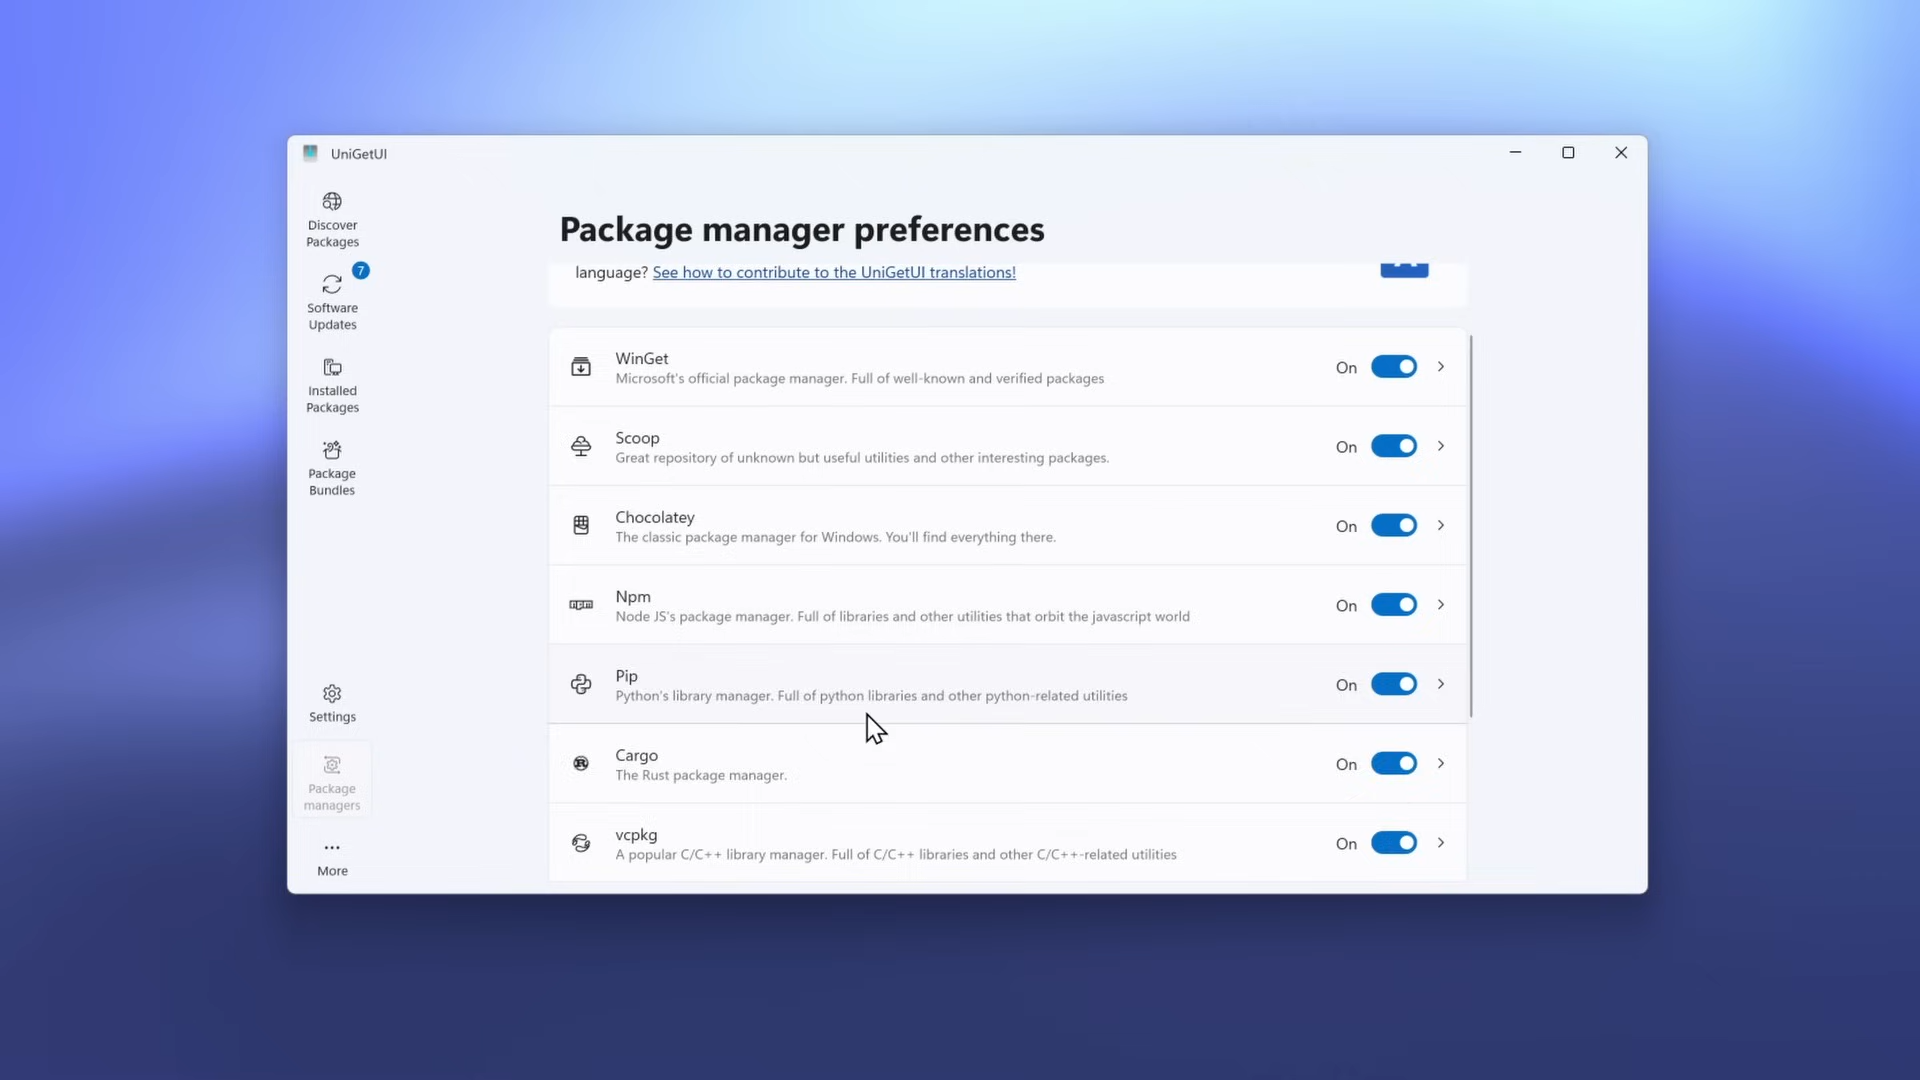 UniGetUI
Discover
Packages
7
Software
Updates
Installed
Packages
Package
Bundles
Settings
Package
managers
More
Package manager preferences
language? See how to contribute to the UniGetUI translations!
WinGet
Microsoft's official package manager. Full of well-known and verified packages
On
Scoop
Great repository of unknown but useful utilities and other interesting packages.
On
Chocolatey
The classic package manager for Windows. You'll find everything there.
On
Npm
Node JS's package manager. Full of libraries and other utilities that orbit the javascript world
On
Pip
Python's library manager. Full of python libraries and other python-related utilities
On
Cargo
The Rust package manager.
On
vcpkg
A popular C/C++ library manager. Full of C/C++ libraries and other C/C++-related utilities
On